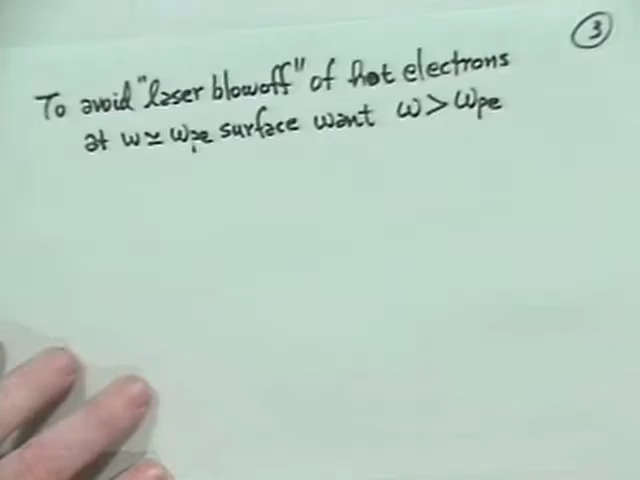 3
To avoid "laser blowoff" of hot electrons
at ω ≃ ωpe surface want ω > ωpe